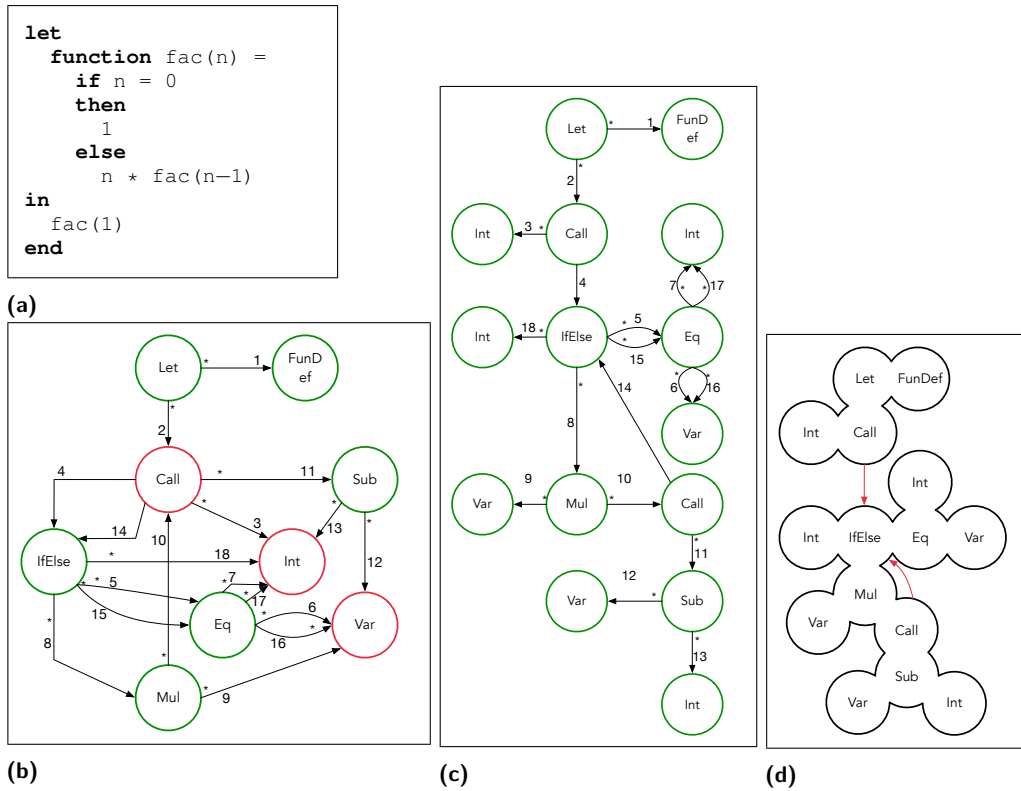 let
function fac(n) =
if n = 0
then
1
else
n * fac(n−1)
in
fac(1)
end
(a)
Let
*
1
FunD
ef
*
2
4
Call
*
11
Sub
14
*
3
*
13
*
12
10
IfElse
*
18
Int
*
*
5
*
7
*
17
15
*
8
Eq
*
6
16
*
Var
*
Mul
*
9
(b)
Let
*
1
FunD
ef
*
2
Int
3
*
Call
Int
4
7
*
*
17
Int
18
*
IfElse
*
5
*
15
Eq
*
8
14
*
6
*
16
Var
Var
9
*
Mul
*
10
Call
*
11
Var
12
*
Sub
*
13
Int
(c)
Let
FunDef
Int
Call
Int
Int
IfElse
Eq
Var
Mul
Var
Call
Sub
Var
Int
(d)